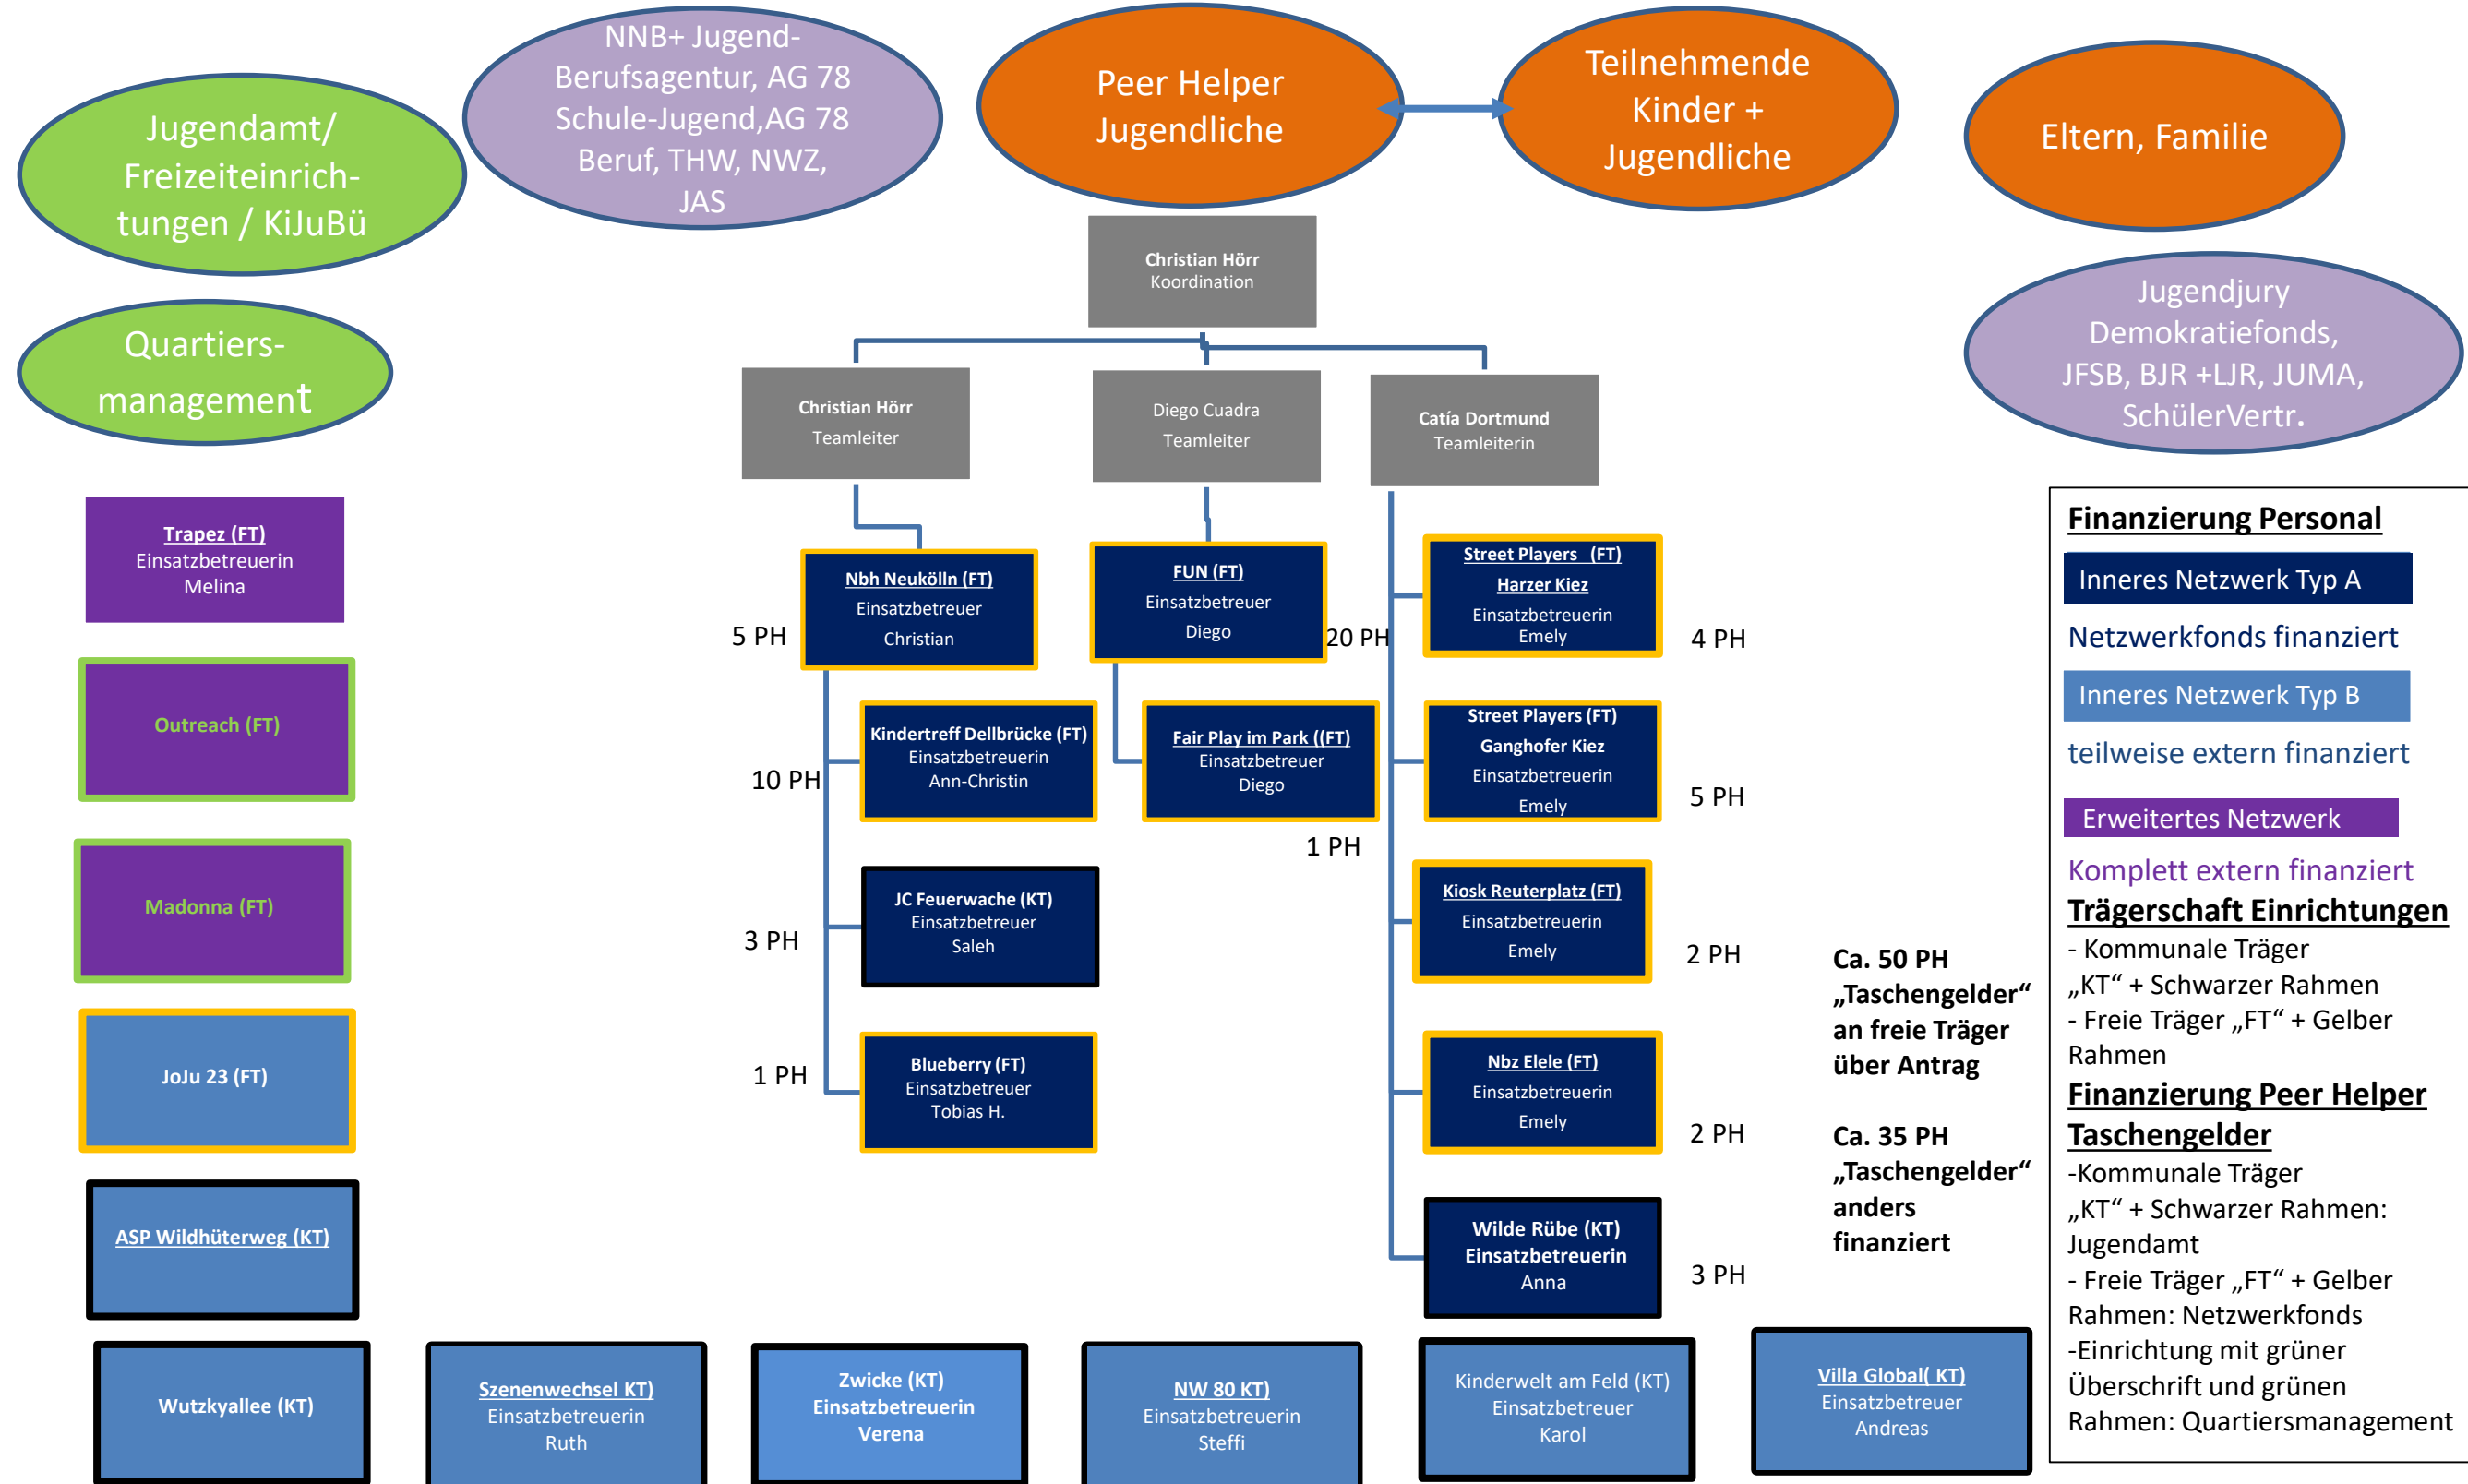 Jugendamt/
Freizeiteinrich-
tungen / KiJuBü
NNB+ Jugend-
Berufsagentur, AG 78
Schule-Jugend,AG 78
Beruf, THW, NWZ,
JAS
Peer Helper
Jugendliche
Teilnehmende
Kinder +
Jugendliche
Eltern, Familie
Quartiers-
management
Jugendjury
Demokratiefonds,
JFSB, BJR +LJR, JUMA,
SchülerVertr.
Christian Hörr
Koordination
Christian Hörr
Teamleiter
Diego Cuadra
Teamleiter
Catía Dortmund
Teamleiterin
Trapez (FT)
Einsatzbetreuerin
Melina
Outreach (FT)
Madonna (FT)
JoJu 23 (FT)
ASP Wildhüterweg (KT)
Wutzkyallee (KT)
5 PH
Nbh Neukölln (FT)
Einsatzbetreuer
Christian
10 PH
Kindertreff Dellbrücke (FT)
Einsatzbetreuerin
Ann-Christin
3 PH
JC Feuerwache (KT)
Einsatzbetreuer
Saleh
1 PH
Blueberry (FT)
Einsatzbetreuer
Tobias H.
FUN (FT)
Einsatzbetreuer
Diego
20 PH
Fair Play im Park ((FT)
Einsatzbetreuer
Diego
1 PH
Street Players (FT)
Harzer Kiez
Einsatzbetreuerin
Emely
4 PH
Street Players (FT)
Ganghofer Kiez
Einsatzbetreuerin
Emely
5 PH
Kiosk Reuterplatz (FT)
Einsatzbetreuerin
Emely
2 PH
Nbz Elele (FT)
Einsatzbetreuerin
Emely
2 PH
Wilde Rübe (KT)
Einsatzbetreuerin
Anna
3 PH
Ca. 50 PH
„Taschengelder“
an freie Träger
über Antrag
Ca. 35 PH
„Taschengelder“
anders
finanziert
Szenenwechsel KT)
Einsatzbetreuerin
Ruth
Zwicke (KT)
Einsatzbetreuerin
Verena
NW 80 KT)
Einsatzbetreuerin
Steffi
Kinderwelt am Feld (KT)
Einsatzbetreuer
Karol
Villa Global( KT)
Einsatzbetreuer
Andreas
Finanzierung Personal
Inneres Netzwerk Typ A
Netzwerkfonds finanziert
Inneres Netzwerk Typ B
teilweise extern finanziert
Erweitertes Netzwerk
Komplett extern finanziert
Trägerschaft Einrichtungen
- Kommunale Träger
„KT“ + Schwarzer Rahmen
- Freie Träger „FT“ + Gelber
Rahmen
Finanzierung Peer Helper
Taschengelder
-Kommunale Träger
„KT“ + Schwarzer Rahmen:
Jugendamt
- Freie Träger „FT“ + Gelber
Rahmen: Netzwerkfonds
-Einrichtung mit grüner
Überschrift und grünen
Rahmen: Quartiersmanagement